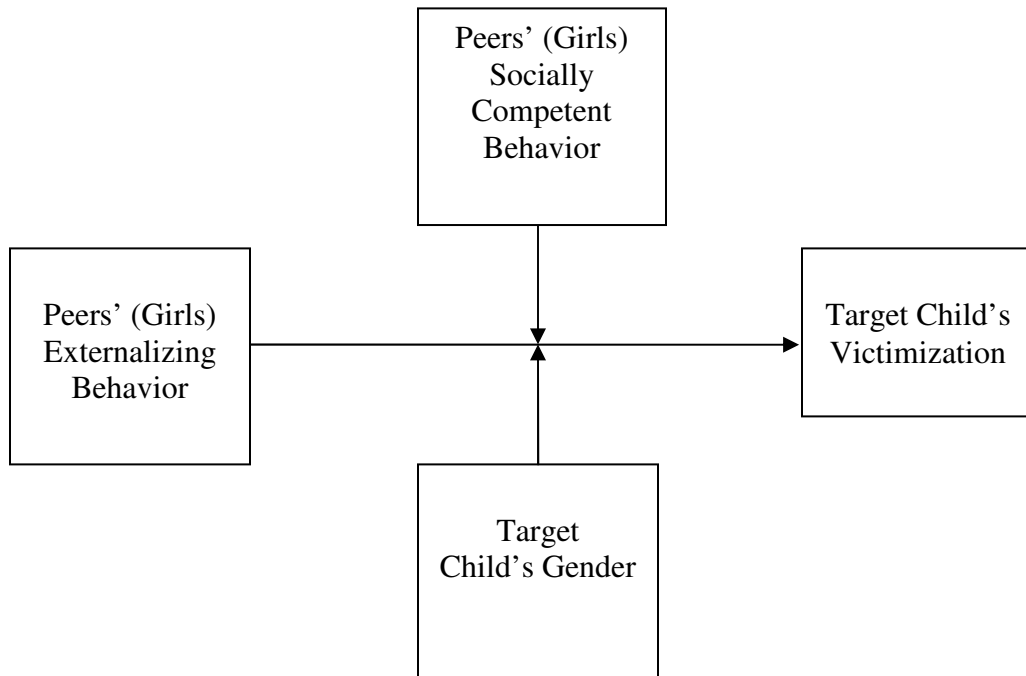 Peers’ (Girls)
Socially
Competent
Behavior
Peers’ (Girls)
Externalizing
Behavior
Target Child’s
Victimization
Target
Child’s Gender